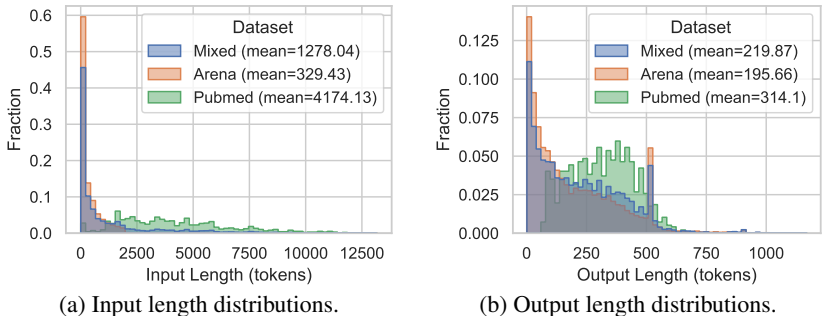 0.6
0.5
0.4
0.3
0.2
0.1
0.0
Fraction
Dataset
Mixed (mean=1278.04)
Arena (mean=329.43)
Pubmed (mean=4174.13)
0 2500 5000 7500 10000 12500
Input Length (tokens)
(a) Input length distributions.
0.125
0.100
0.075
0.050
0.025
0.000
Fraction
Dataset
Mixed (mean=219.87)
Arena (mean=195.66)
Pubmed (mean=314.1)
0 250 500 750 1000
Output Length (tokens)
(b) Output length distributions.